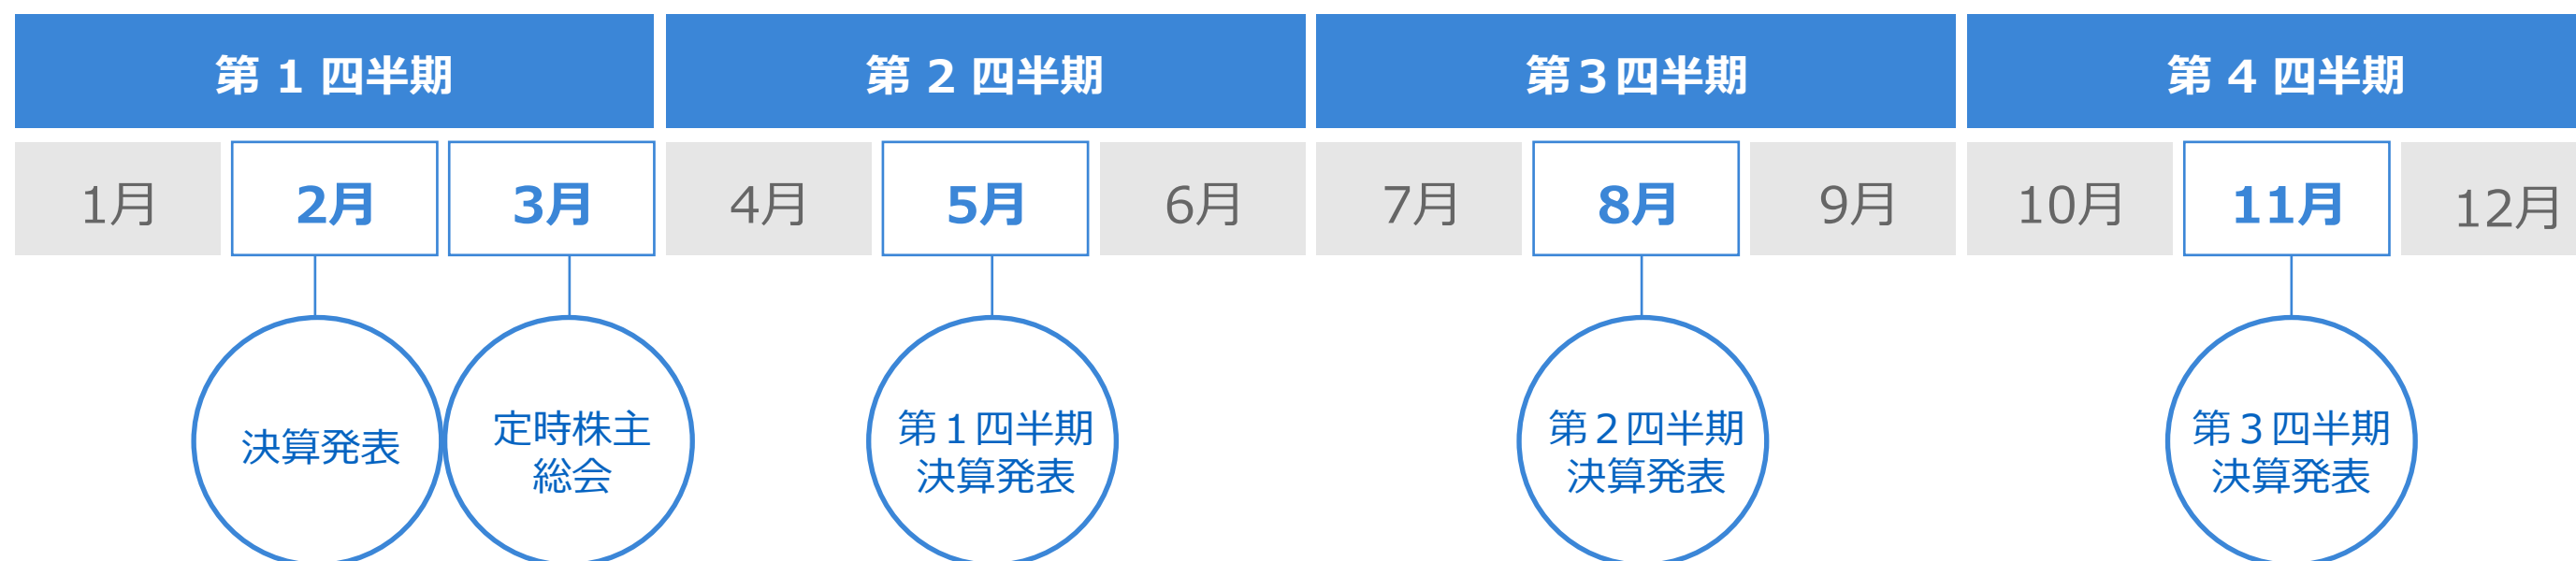 第 1 四半期
第 2 四半期
第3四半期
第 4 四半期
1月
2月
3月
4月
5月
6月
7月
8月
9月
10月
11月
12月
決算発表
定時株主
総会
第1四半期
決算発表
第2四半期
決算発表
第3四半期
決算発表